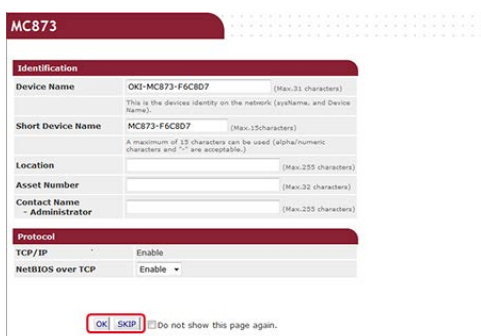 MC873
Identification
Device Name OKI-MC873-F6C8D7 (Max.31 characters)
This is the devices identity on the network (sysName, and Device
Name).
Short Device Name MC873-F6C8D7 (Max.15characters)
A maximum of 15 characters can be used (alpha/numeric
characters and "-" are acceptable.)
Location (Max.255 characters)
Asset Number (Max.32 characters)
Contact Name
- Administrator (Max.255 characters)
Protocol
TCP/IP Enable
NetBIOS over TCP Enable
OK SKIP Do not show this page again.